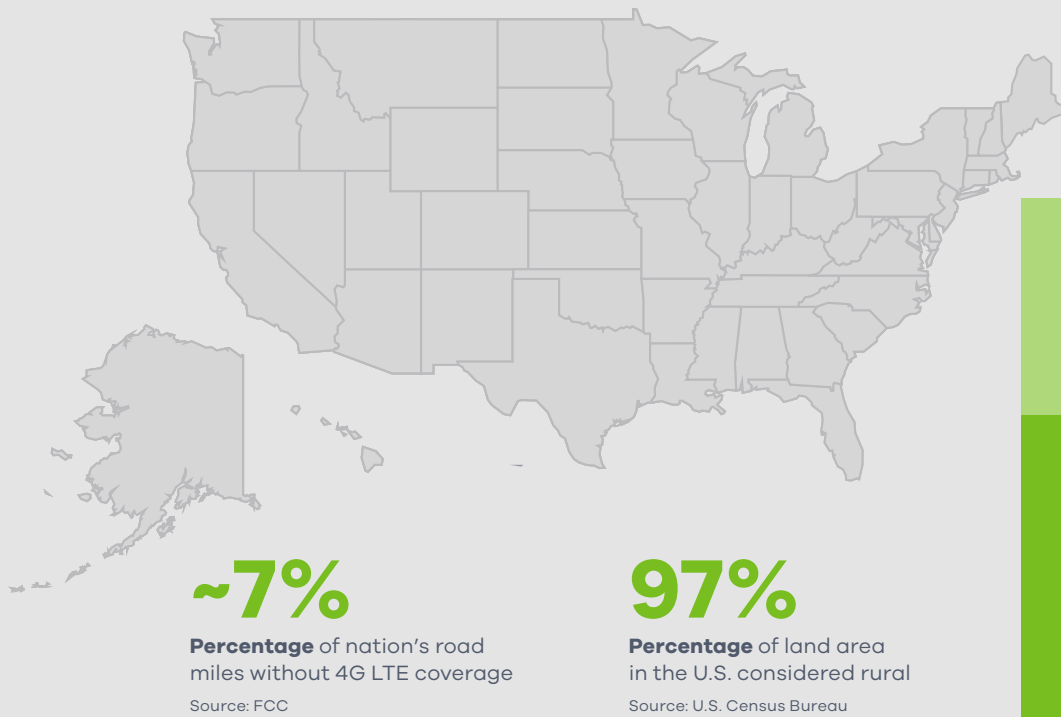 ~7%
Percentage of nation’s road
miles without 4G LTE coverage
Source: FCC
97%
Percentage of land area
in the U.S. considered rural
Source: U.S. Census Bureau